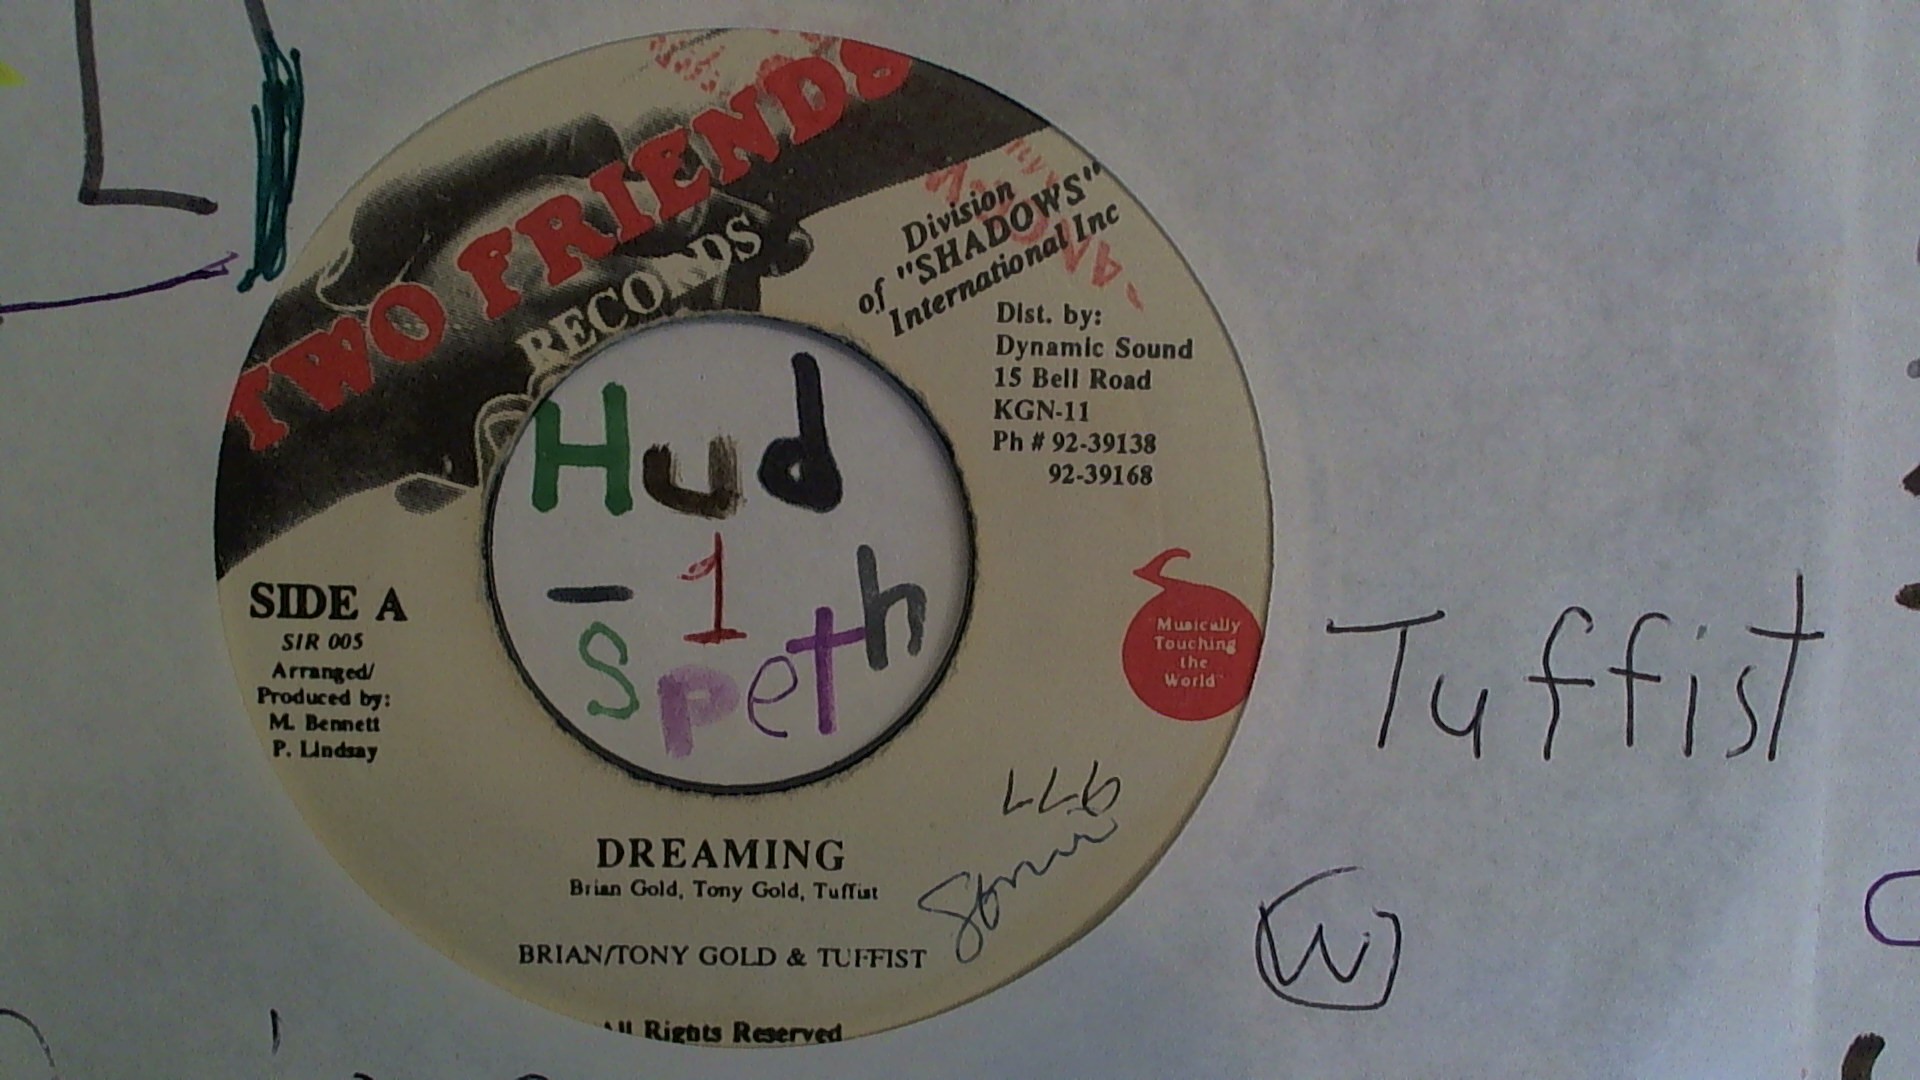 TWO FRIENDS
RECORDS
Division
of "SHADOWS"
International Inc
Dist. by:
Dynamic Sound
15 Bell Road
KGN-11
Ph # 92-39138
92-39168
Hud
- 1
Speth
SIDE A
SIR 005
Arranged/
Produced by:
M. Bennett
P. Lindsay
"Musically
Touching
the
World"
Tuffist
W
DREAMING
Brian Gold, Tony Gold, Tuffist
BRIAN/TONY GOLD & TUFFIST
All Rights Reserved